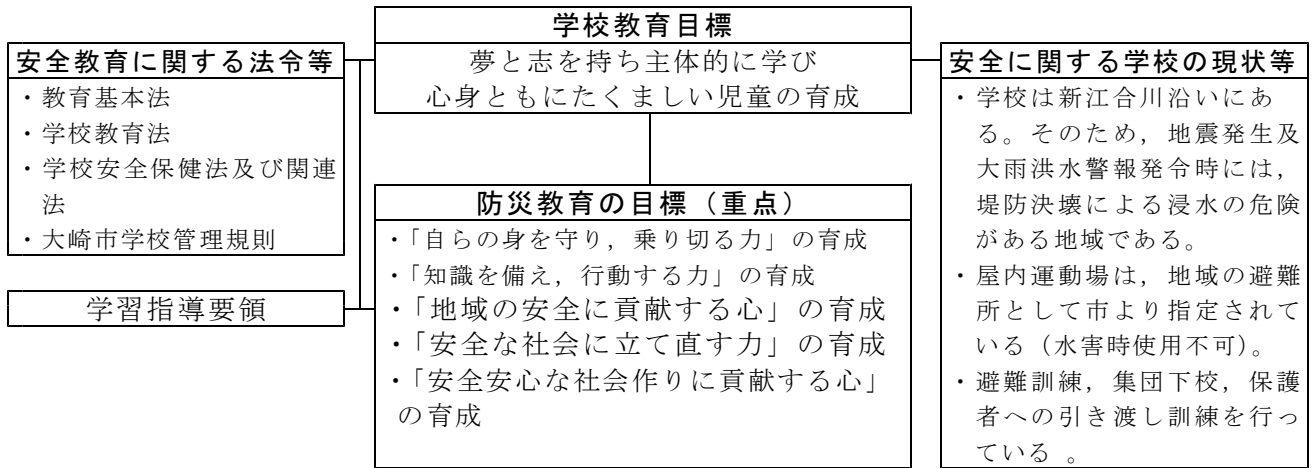 学校教育目標
夢と志を持ち主体的に学び
心身ともにたくましい児童の育成
安全教育に関する法令等
・教育基本法
・学校教育法
・学校安全保健法及び関連
法
・大崎市学校管理規則
学習指導要領
防災教育の目標(重点)
・「自らの身を守り，乗り切る力」の育成
・「知識を備え，行動する力」の育成
・「地域の安全に貢献する心」の育成
・「安全な社会に立て直す力」の育成
・「安全安心な社会作りに貢献する心」
の育成
安全に関する学校の現状等
・学校は新江合川沿いにあ
る。そのため，地震発生及
大雨洪水警報発令時には，
堤防決壊による浸水の危険
がある地域である。
・屋内運動場は，地域の避難
所として市より指定されて
いる(水害時使用不可)。
・避難訓練，集団下校，保護
者への引き渡し訓練を行っ
ている 。